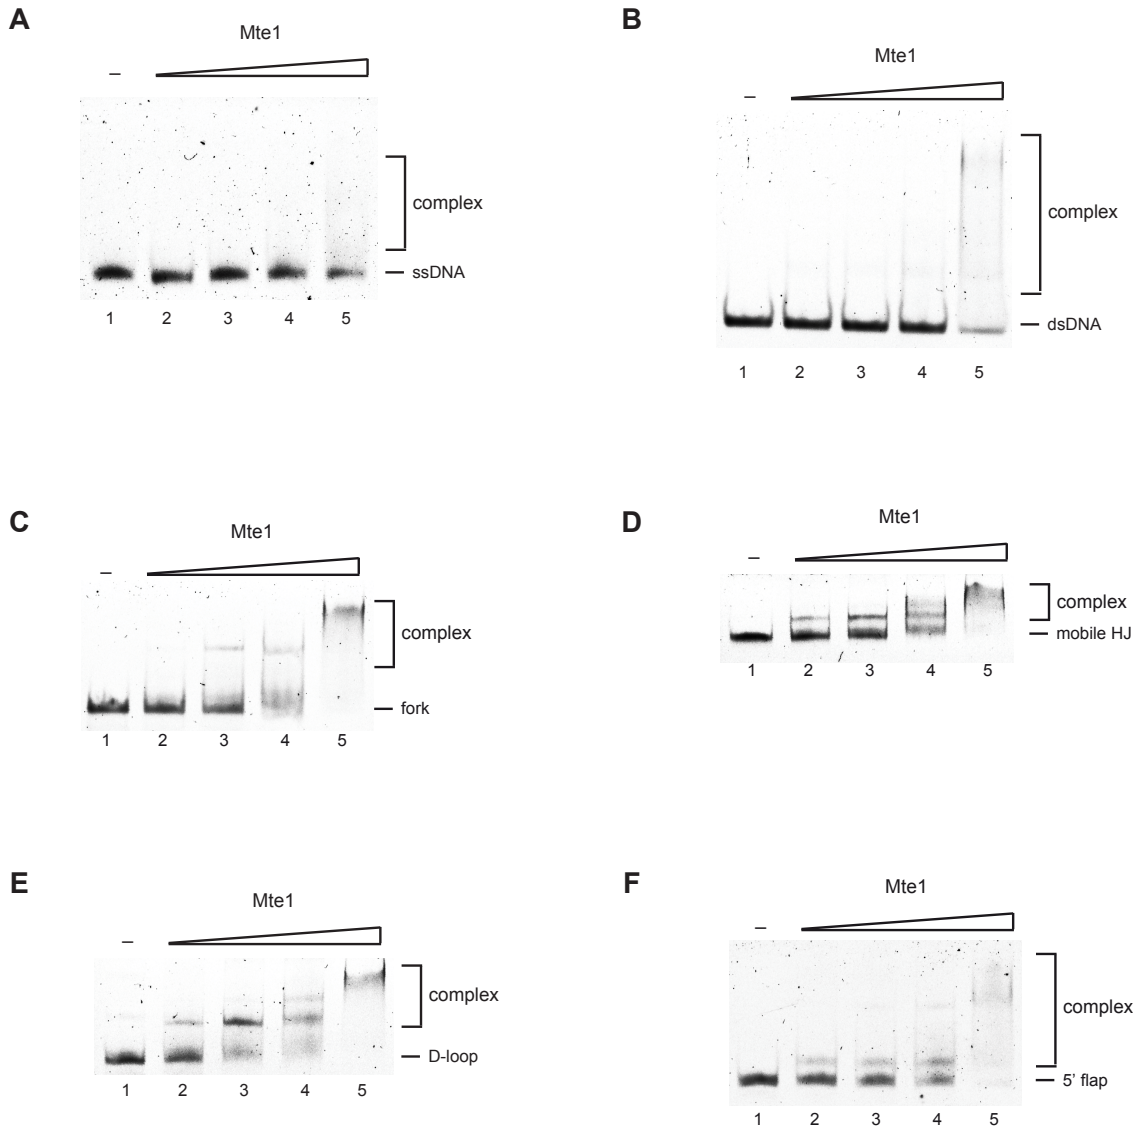 A
Mte1
–
complex
ssDNA
1 2 3 4 5
B
Mte1
–
complex
dsDNA
1 2 3 4 5
C
Mte1
–
complex
fork
1 2 3 4 5
D
Mte1
–
complex
mobile HJ
1 2 3 4 5
E
Mte1
–
complex
D-loop
1 2 3 4 5
F
Mte1
–
complex
5’ flap
1 2 3 4 5